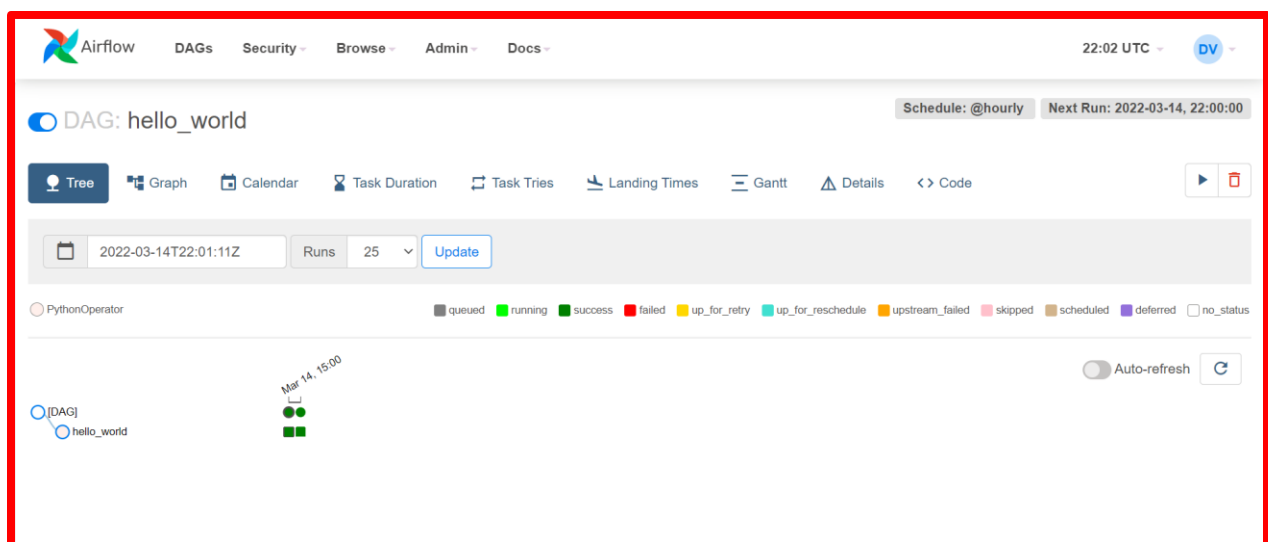 Airflow DAGs Security Browse Admin Docs 22:02 UTC DV
Schedule: @hourly Next Run: 2022-03-14, 22:00:00
DAG: hello_world
Tree Graph Calendar Task Duration Task Tries Landing Times Gantt Details <> Code
2022-03-14T22:01:11Z Runs 25 Update
PythonOperator queued running success failed up_for_retry up_for_reschedule upstream_failed skipped scheduled deferred no_status
Mar 14, 15:00
Auto-refresh
[DAG]
hello_world